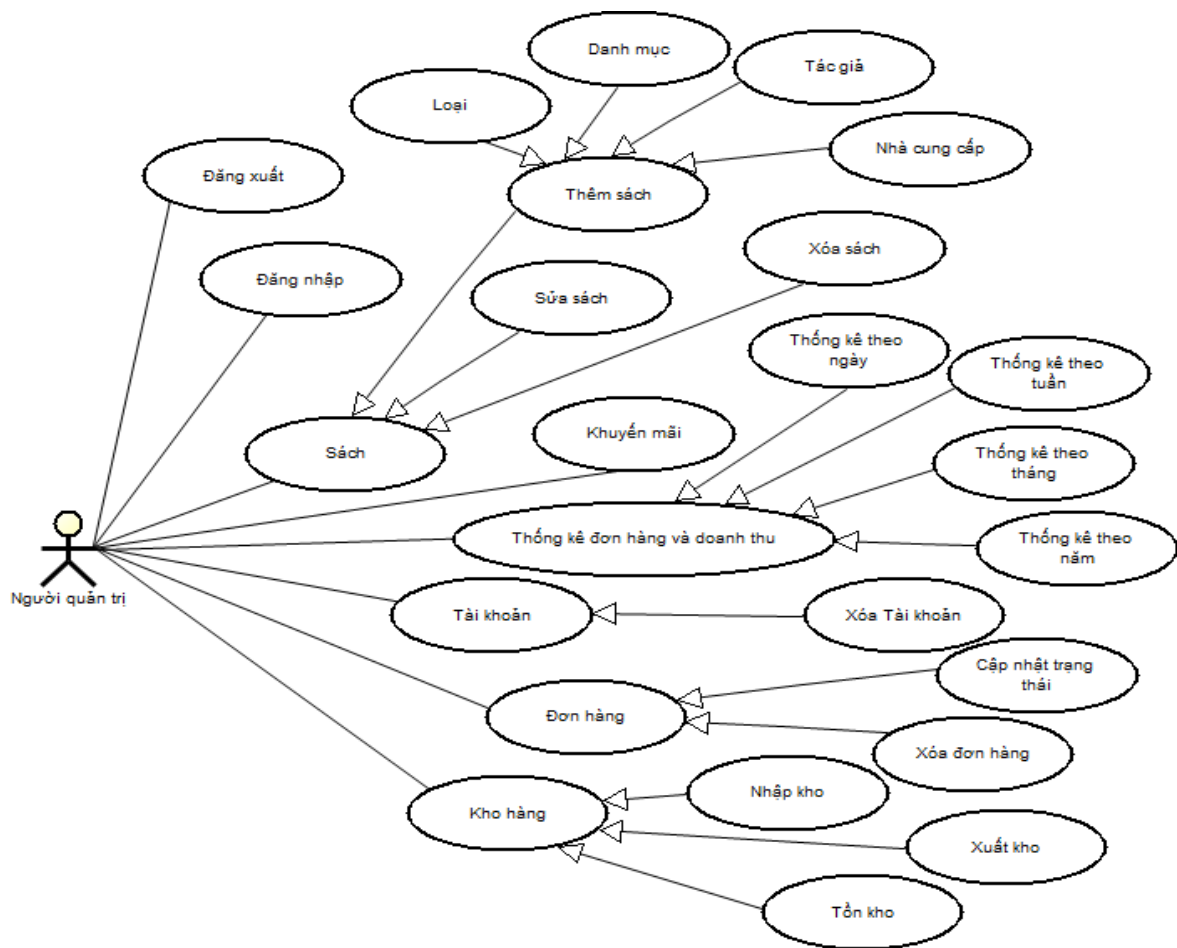 Danh mục
Tác giả
Loại
Nhà cung cấp
Đăng xuất
Thêm sách
Xóa sách
Đăng nhập
Sửa sách
Thống kê theo
ngày
Thống kê theo
tuần
Khuyến mãi
Sách
Thống kê theo
tháng
Thống kê đơn hàng và doanh thu
Thống kê theo
năm
Người quản trị
Tài khoản
Xóa Tài khoản
Cập nhật trạng
thái
Đơn hàng
Xóa đơn hàng
Nhập kho
Kho hàng
Xuất kho
Tồn kho